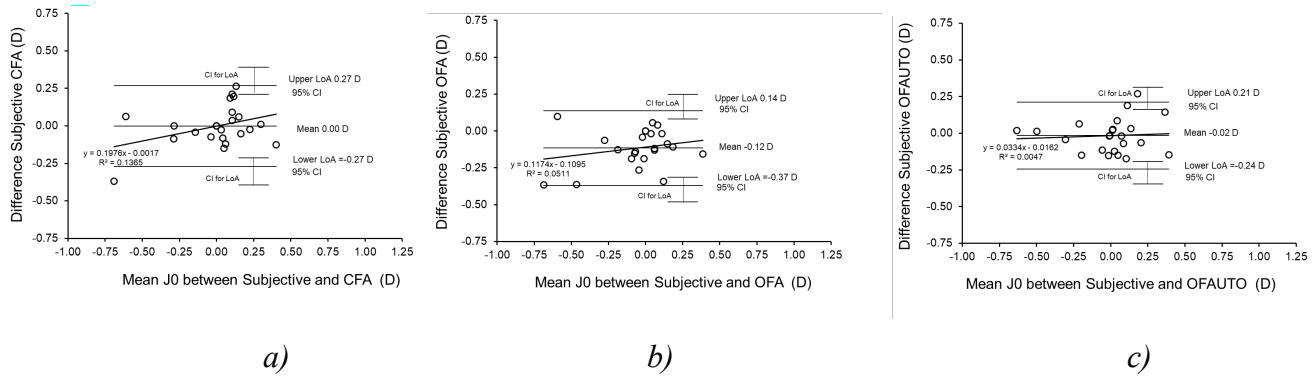 Difference Subjective CFA (D)
0.75
0.50
0.25
0.00
-0.25
-0.50
-0.75
-1.00 -0.75 -0.50 -0.25 0.00 0.25 0.50 0.75 1.00 1.25
CI for LoA
Upper LoA 0.27 D
95% CI
Mean 0.00 D
y = 0.1976x - 0.0017
R² = 0.1365
Lower LoA =-0.27 D
95% CI
CI for LoA
Mean J0 between Subjective and CFA (D)
a)
Difference Subjective OFA (D)
0.75
0.50
0.25
-0.00
-0.25
-0.50
-0.75
-1.00 -0.75 -0.50 -0.25 0.00 0.25 0.50 0.75 1.00 1.25
CI for LoA
Upper LoA 0.14 D
95% CI
Mean -0.12 D
y = 0.1174x - 0.1095
R² = 0.0511
Lower LoA =-0.37 D
95% CI
CI for LoA
Mean J0 between Subjective and OFA (D)
b)
Difference Subjective OFAUTO (D)
0.75
0.50
0.25
0.00
-0.25
-0.50
-0.75
-1.00 -0.75 -0.50 -0.25 0.00 0.25 0.50 0.75 1.00 1.25
CI for LoA
Upper LoA 0.21 D
95% CI
Mean -0.02 D
y = 0.0334x - 0.0162
R² = 0.0047
Lower LoA =-0.24 D
95% CI
CI for LoA
Mean J0 between Subjective and OFAUTO (D)
c)